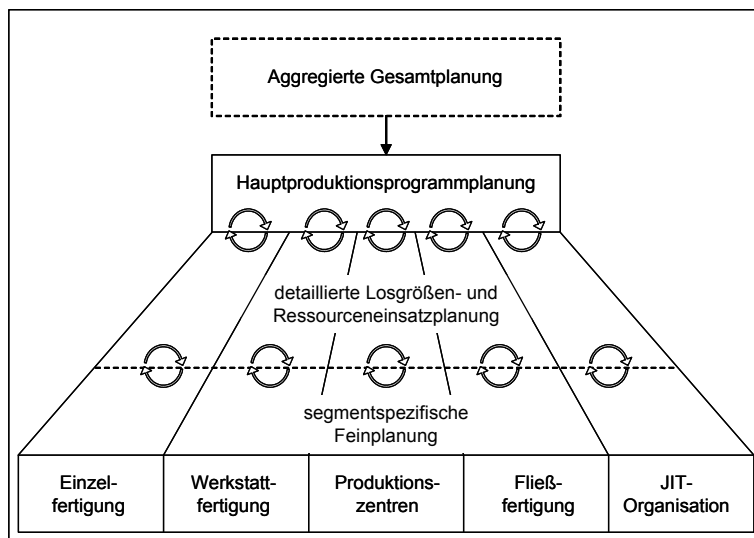 Aggregierte Gesamtplanung
Hauptproduktionsprogrammplanung
detaillierte Losgrößen- und
Ressourceneinsatzplanung
segmentspezifische
Feinplanung
Einzel-
fertigung
Werkstatt-
fertigung
Produktions-
zentren
Fließ-
fertigung
JIT-
Organisation